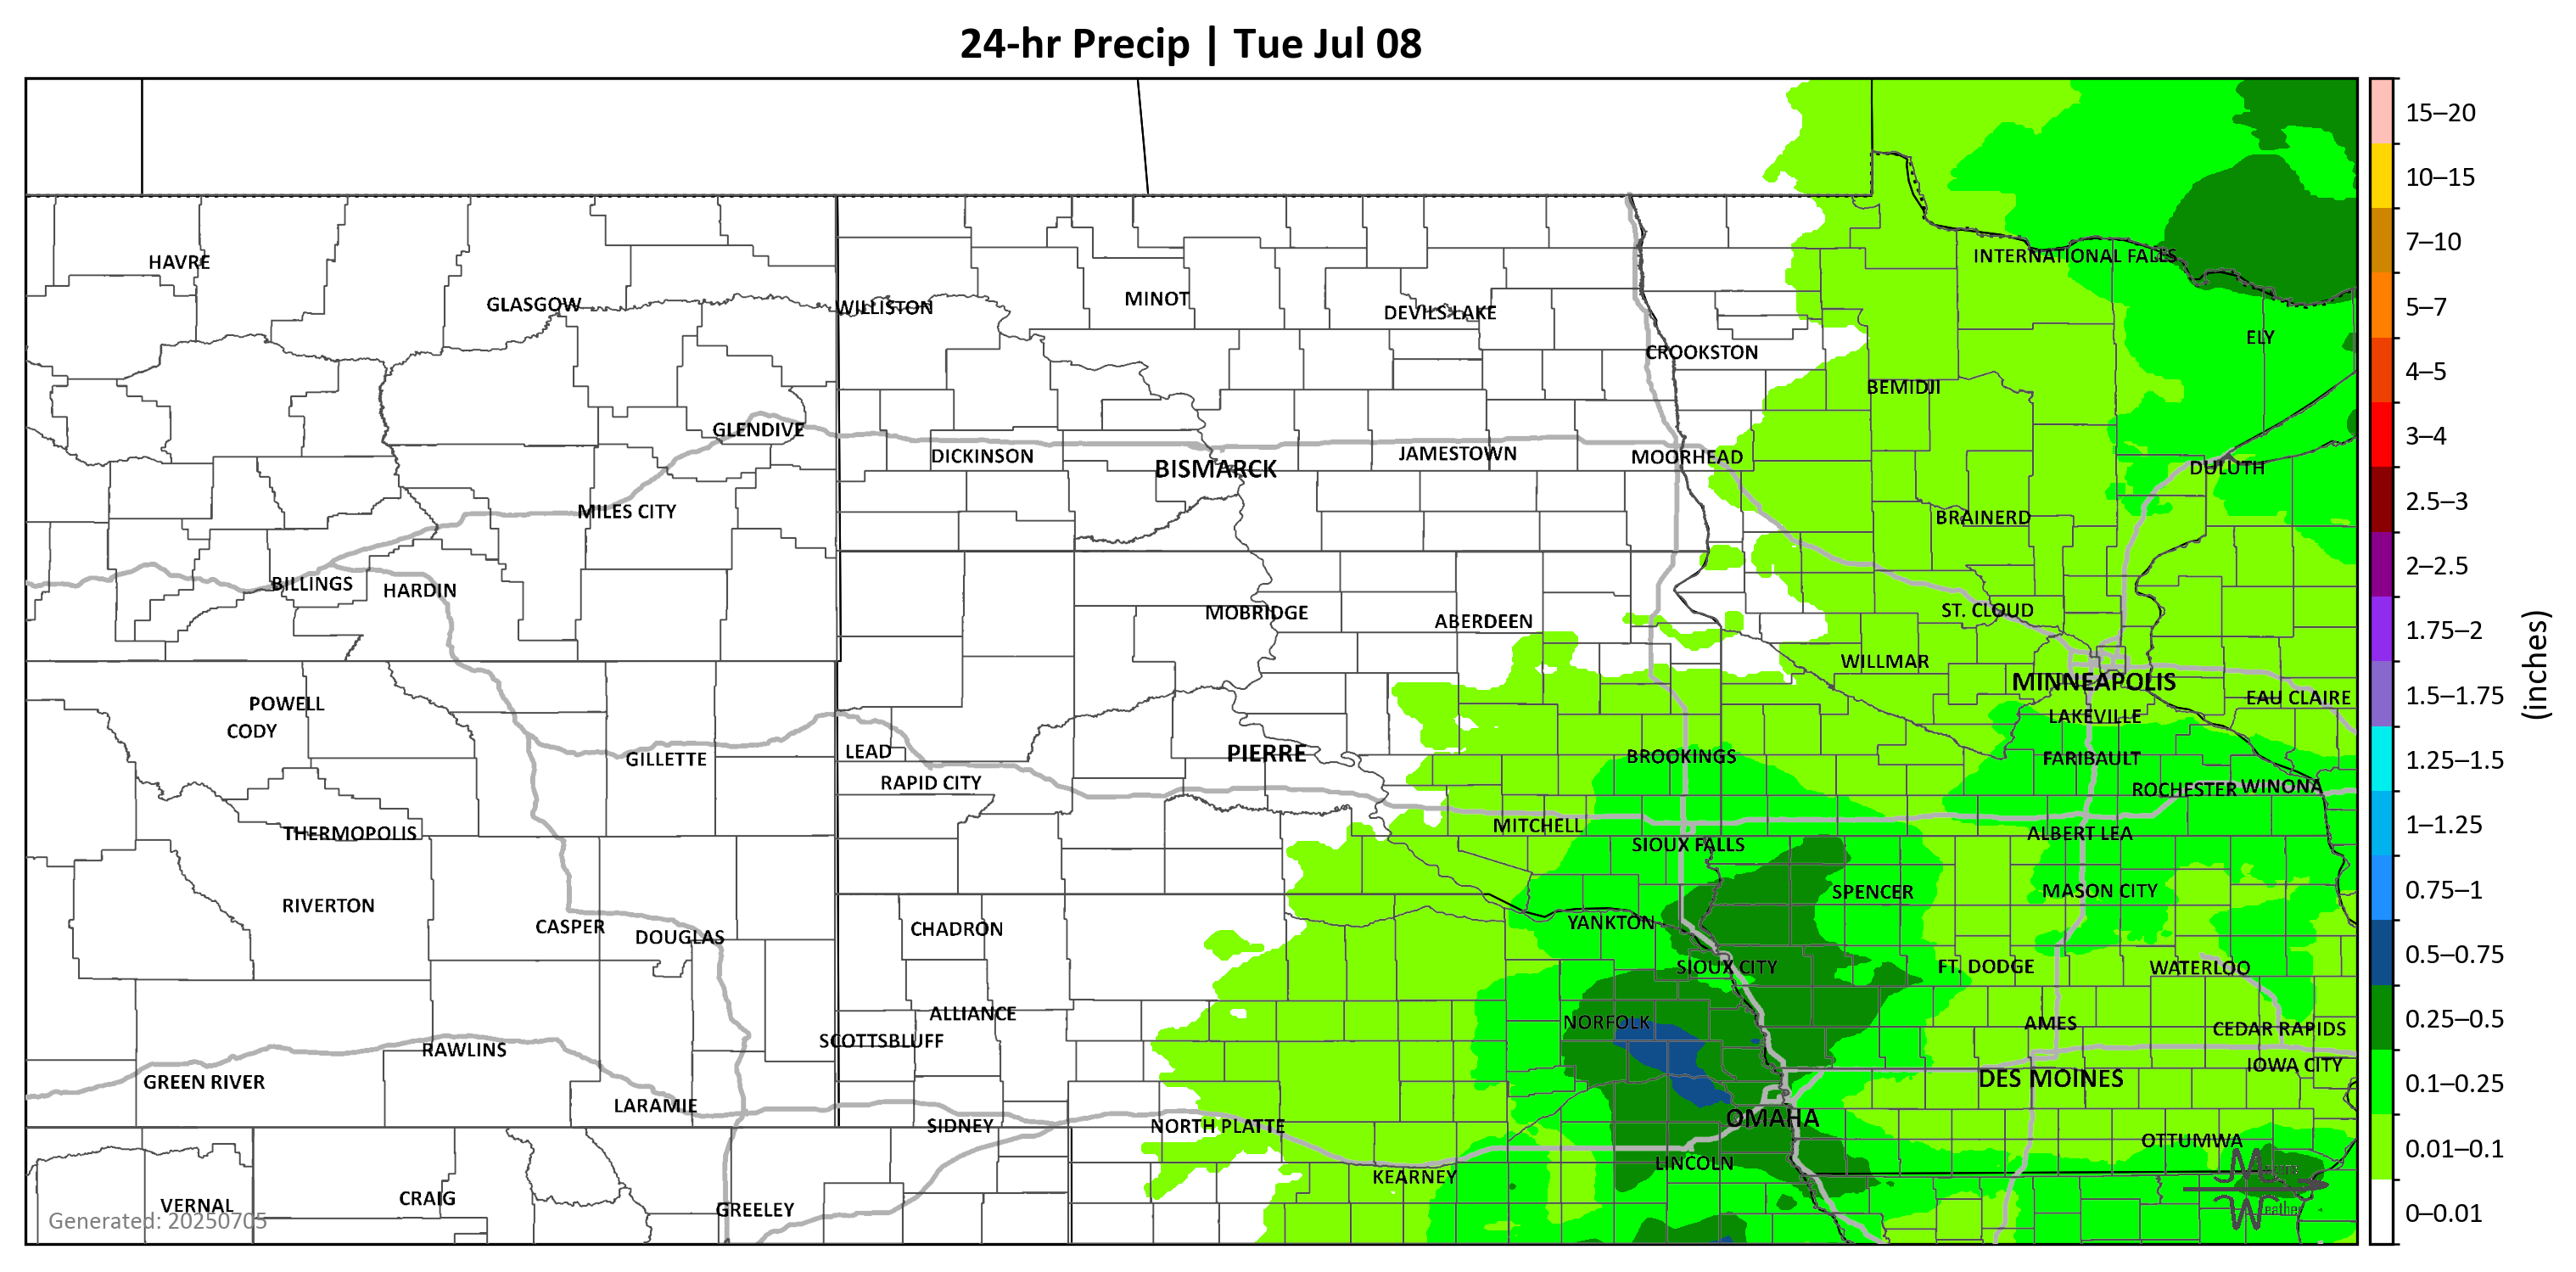 24-hr Precip | Tue Jul 08
15–20
10–15
7–10
INTERNATIONAL FALLS
HAVRE
MINOT
5–7
GLASGOW
WILLISTON
DEVILS LAKE
ELY
CROOKSTON
4–5
BEMIDJI
GLENDIVE
3–4
DICKINSON
JAMESTOWN
MOORHEAD
BISMARCK
DULUTH
2.5–3
MILES CITY
BRAINERD
2–2.5
BILLINGS
HARDIN
MOBRIDGE
ABERDEEN
ST. CLOUD
1.75–2
WILLMAR
(inches)
MINNEAPOLIS
1.5–1.75
EAU CLAIRE
POWELL
LAKEVILLE
CODY
PIERRE
LEAD
BROOKINGS
GILLETTE
FARIBAULT
1.25–1.5
RAPID CITY
ROCHESTER
WINONA
MITCHELL
1–1.25
THERMOPOLIS
ALBERT LEA
SIOUX FALLS
SPENCER
MASON CITY
0.75–1
RIVERTON
CASPER
YANKTON
CHADRON
DOUGLAS
0.5–0.75
SIOUX CITY
FT. DODGE
WATERLOO
ALLIANCE
NORFOLK
AMES
0.25–0.5
CEDAR RAPIDS
SCOTTSBLUFF
RAWLINS
IOWA CITY
GREEN RIVER
DES MOINES
0.1–0.25
LARAMIE
OMAHA
SIDNEY
NORTH PLATTE
OTTUMWA
0.01–0.1
LINCOLN
KEARNEY
CRAIG
VERNAL
GREELEY
Weather
0–0.01
Generated: 20250705